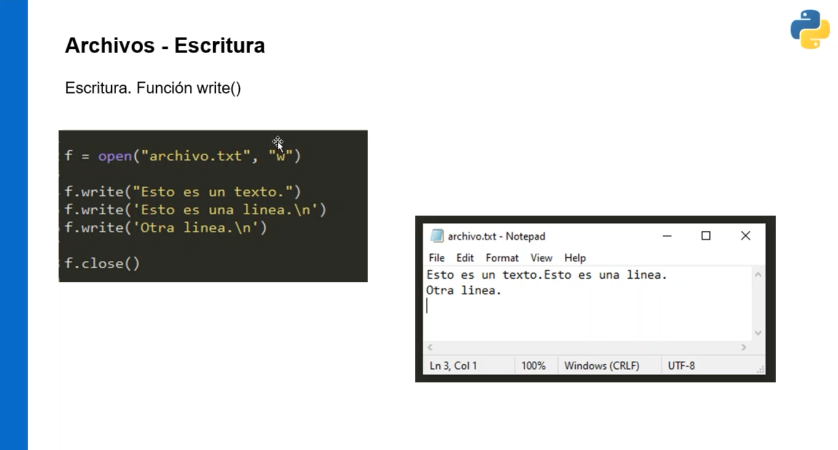 Archivos - Escritura
Escritura. Función write()
f = open("archivo.txt", "w")
f.write("Esto es un texto.")
f.write('Esto es una linea.\n')
f.write('Otra linea.\n')
f.close()
archivo.txt - Notepad
File Edit Format View Help
Esto es un texto.Esto es una linea.
Otra linea.
Ln 3, Col 1 100% Windows (CRLF) UTF-8